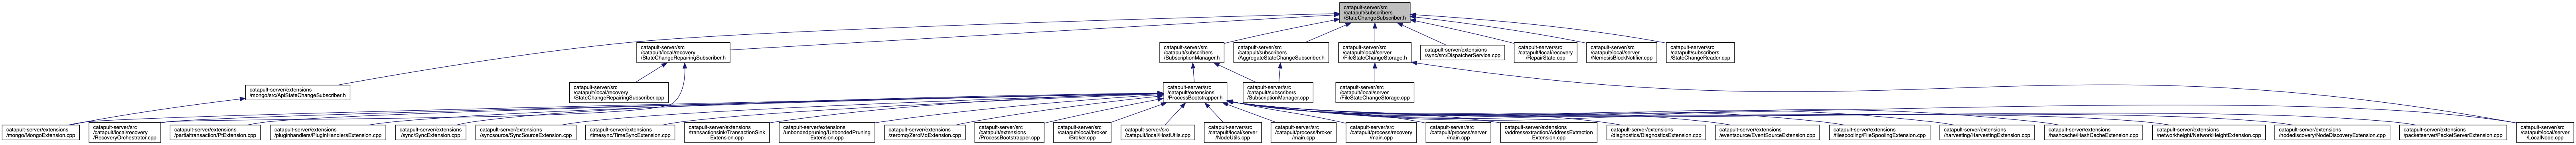 catapult-server/src
/catapult/subscribers
/StateChangeSubscriber.h
catapult-server/src
/catapult/local/recovery
/StateChangeRepairingSubscriber.h
catapult-server/src
/catapult/subscribers
/SubscriptionManager.h
catapult-server/src
/catapult/subscribers
/AggregateStateChangeSubscriber.h
catapult-server/src
/catapult/local/server
/FileStateChangeStorage.h
catapult-server/extensions
/sync/src/DispatcherService.cpp
catapult-server/src
/catapult/local/recovery
/RepairState.cpp
catapult-server/src
/catapult/local/server
/NemesisBlockNotifier.cpp
catapult-server/src
/catapult/subscribers
/StateChangeReader.cpp
catapult-server/extensions
/mongo/src/ApiStateChangeSubscriber.h
catapult-server/src
/catapult/local/recovery
/StateChangeRepairingSubscriber.cpp
catapult-server/src
/catapult/extensions
/ProcessBootstrapper.h
catapult-server/src
/catapult/subscribers
/SubscriptionManager.cpp
catapult-server/src
/catapult/local/server
/FileStateChangeStorage.cpp
catapult-server/extensions
/mongo/MongoExtension.cpp
catapult-server/src
/catapult/local/recovery
/RecoveryOrchestrator.cpp
catapult-server/extensions
/partialtransaction/PtExtension.cpp
catapult-server/extensions
/pluginhandlers/PluginHandlersExtension.cpp
catapult-server/extensions
/sync/SyncExtension.cpp
catapult-server/extensions
/syncsource/SyncSourceExtension.cpp
catapult-server/extensions
/timesync/TimeSyncExtension.cpp
catapult-server/extensions
/transactionsink/TransactionSink
Extension.cpp
catapult-server/extensions
/unbondedpruning/UnbondedPruning
Extension.cpp
catapult-server/extensions
/zeromq/ZeroMqExtension.cpp
catapult-server/src
/catapult/extensions
/ProcessBootstrapper.cpp
catapult-server/src
/catapult/local/broker
/Broker.cpp
catapult-server/src
/catapult/local/HostUtils.cpp
catapult-server/src
/catapult/local/server
/NodeUtils.cpp
catapult-server/src
/catapult/process/broker
/main.cpp
catapult-server/src
/catapult/process/recovery
/main.cpp
catapult-server/src
/catapult/process/server
/main.cpp
catapult-server/extensions
/addressextraction/AddressExtraction
Extension.cpp
catapult-server/extensions
/diagnostics/DiagnosticsExtension.cpp
catapult-server/extensions
/eventsource/EventSourceExtension.cpp
catapult-server/extensions
/filespooling/FileSpoolingExtension.cpp
catapult-server/extensions
/harvesting/HarvestingExtension.cpp
catapult-server/extensions
/hashcache/HashCacheExtension.cpp
catapult-server/extensions
/networkheight/NetworkHeightExtension.cpp
catapult-server/extensions
/nodediscovery/NodeDiscoveryExtension.cpp
catapult-server/extensions
/packetserver/PacketServerExtension.cpp
catapult-server/src
/catapult/local/server
/LocalNode.cpp